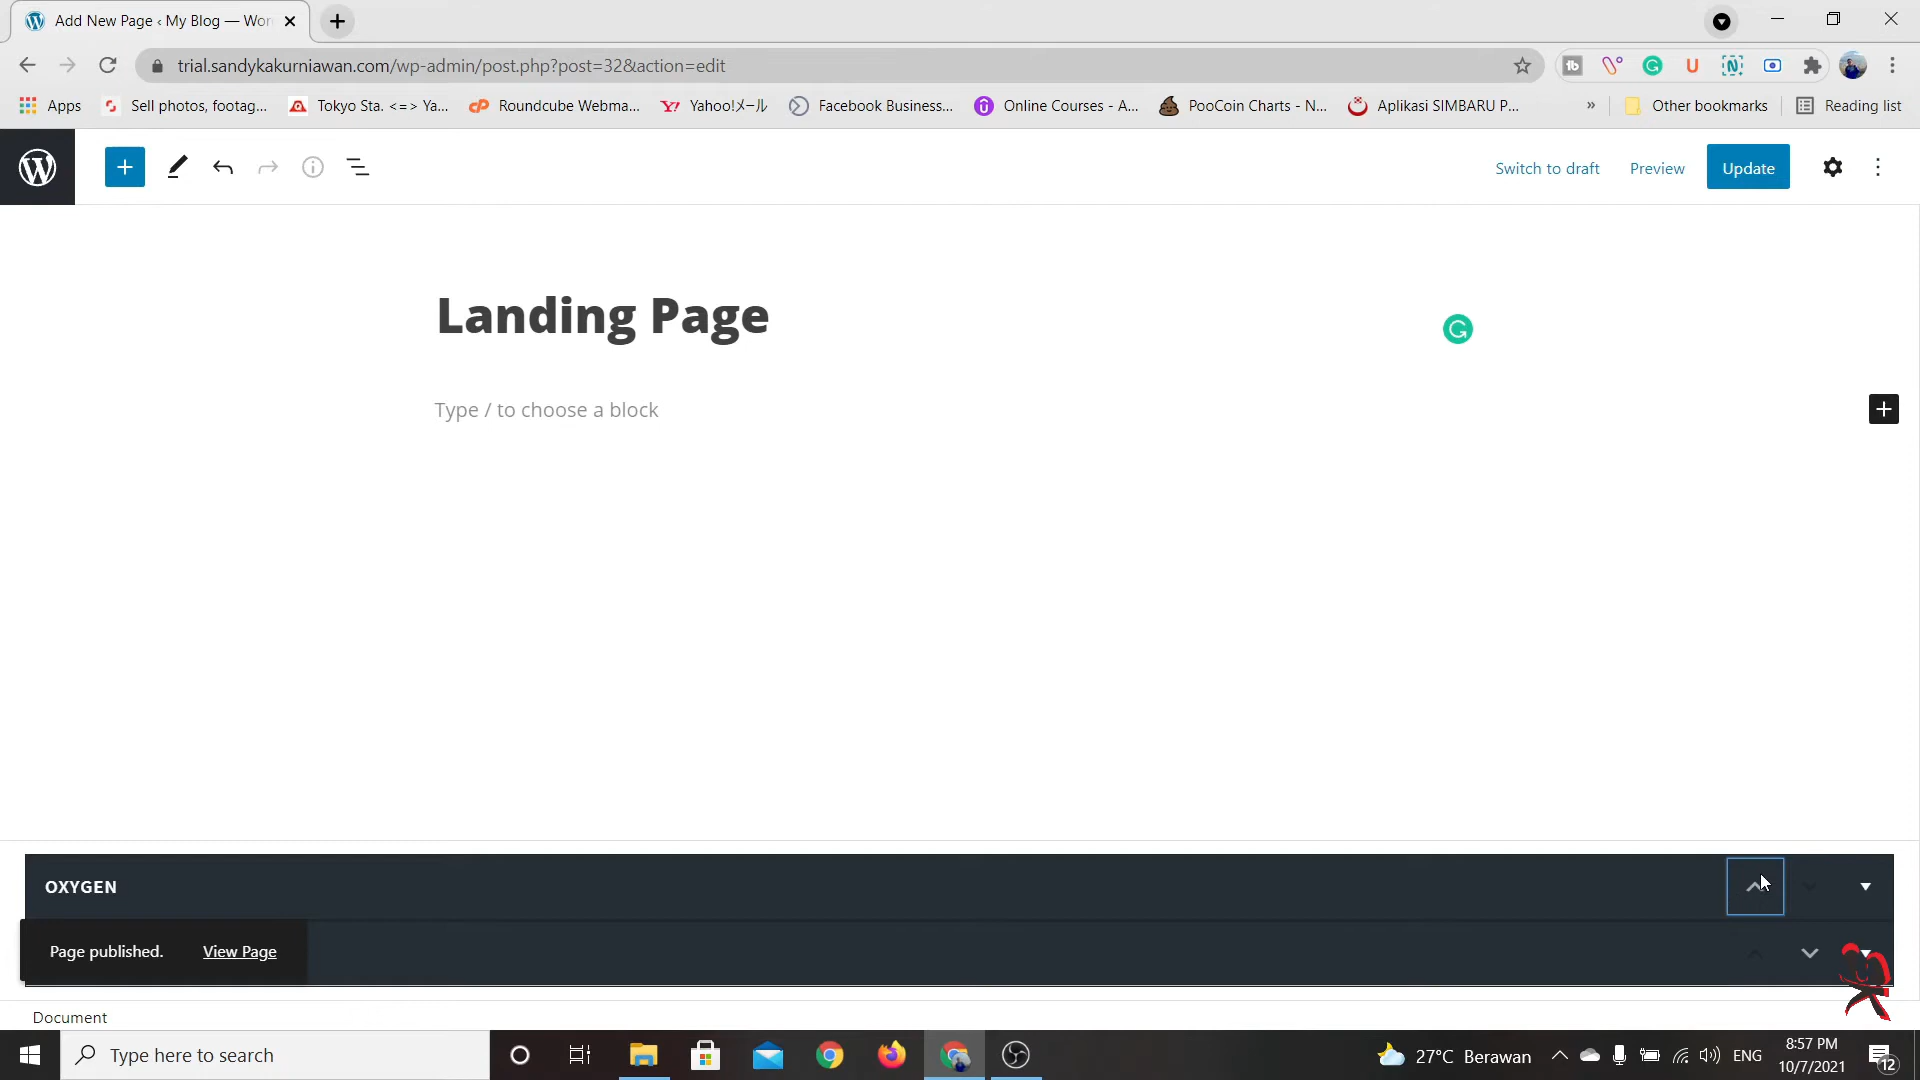 Add New Page ‹ My Blog — Wor
trial.sandykakurniawan.com/wp-admin/post.php?post=32&action=edit
Apps
Sell photos, footag...
Tokyo Sta. <=> Ya...
Roundcube Webma...
Yahoo!メール
Facebook Business...
Online Courses - A...
PooCoin Charts - N...
Aplikasi SIMBARU P...
»
Other bookmarks
Reading list
Switch to draft
Preview
Update
Landing Page
Type / to choose a block
OXYGEN
Page published.
View Page
Document
Type here to search
27°C Berawan
ENG
8:57 PM
10/7/2021
12